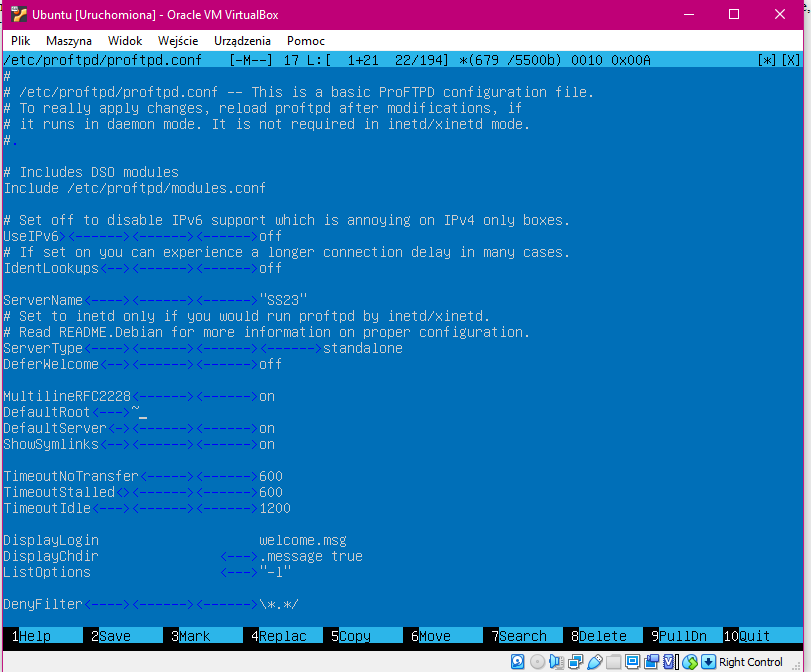 Ubuntu [Uruchomiona] - Oracle VM VirtualBox
Plik Maszyna Widok Wejście Urządzenia Pomoc
/etc/proftpd/proftpd.conf [-M--] 17 L:[ 1+21 22/194] *(679 /5500b) 0010 0x00A [*][X]
#
# /etc/proftpd/proftpd.conf -- This is a basic ProFTPD configuration file.
# To really apply changes, reload proftpd after modifications, if
# it runs in daemon mode. It is not required in inetd/xinetd mode.
#.
# Includes DSO modules
Include /etc/proftpd/modules.conf
# Set off to disable IPv6 support which is annoying on IPv4 only boxes.
UseIPv6><------><------><------>off
# If set on you can experience a longer connection delay in many cases.
IdentLookups<--><------><------>off
ServerName<----><------><------>"SS23"
# Set to inetd only if you would run proftpd by inetd/xinetd.
# Read README.Debian for more information on proper configuration.
ServerType<----><------><------><------>standalone
DeferWelcome<--><------><------>off
MultilineRFC2228<------><------>on
DefaultRoot<--->~_
DefaultServer<-><------><------>on
ShowSymlinks<--><------><------>on
TimeoutNoTransfer<-----><------>600
TimeoutStalled<><------><------>600
TimeoutIdle<---><------><------>1200
DisplayLogin welcome.msg
DisplayChdir <--->.message true
ListOptions <--->"-l"
DenyFilter<----><------><------>\*.*/
1Help 2Save 3Mark 4Replac 5Copy 6Move 7Search 8Delete 9PullDn 10Quit
Right Control